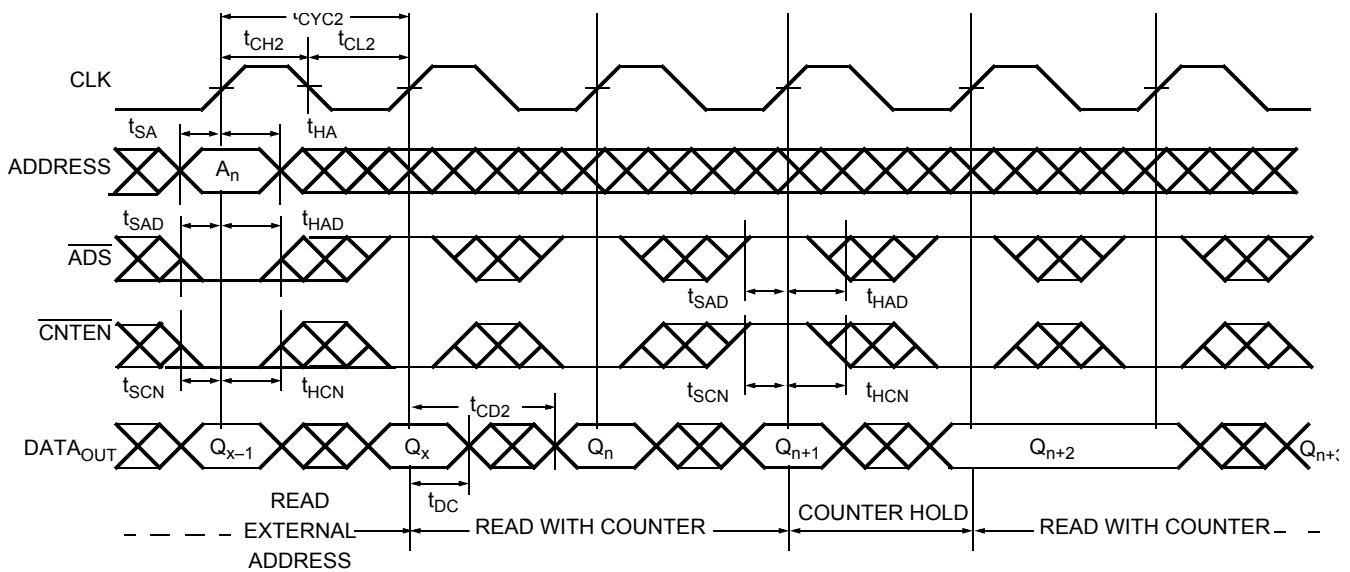 tCYC2
tCH2 tCL2
CLK
tSA tHA
ADDRESS An
tSAD tHAD
ADS
tSAD tHAD
CNTEN
tSCN tHCN tSCN tHCN
tCD2
DATAOUT Qx–1 Qx Qn Qn+1 Qn+2 Qn+3
tDC
READ EXTERNAL ADDRESS
READ WITH COUNTER
COUNTER HOLD
READ WITH COUNTER